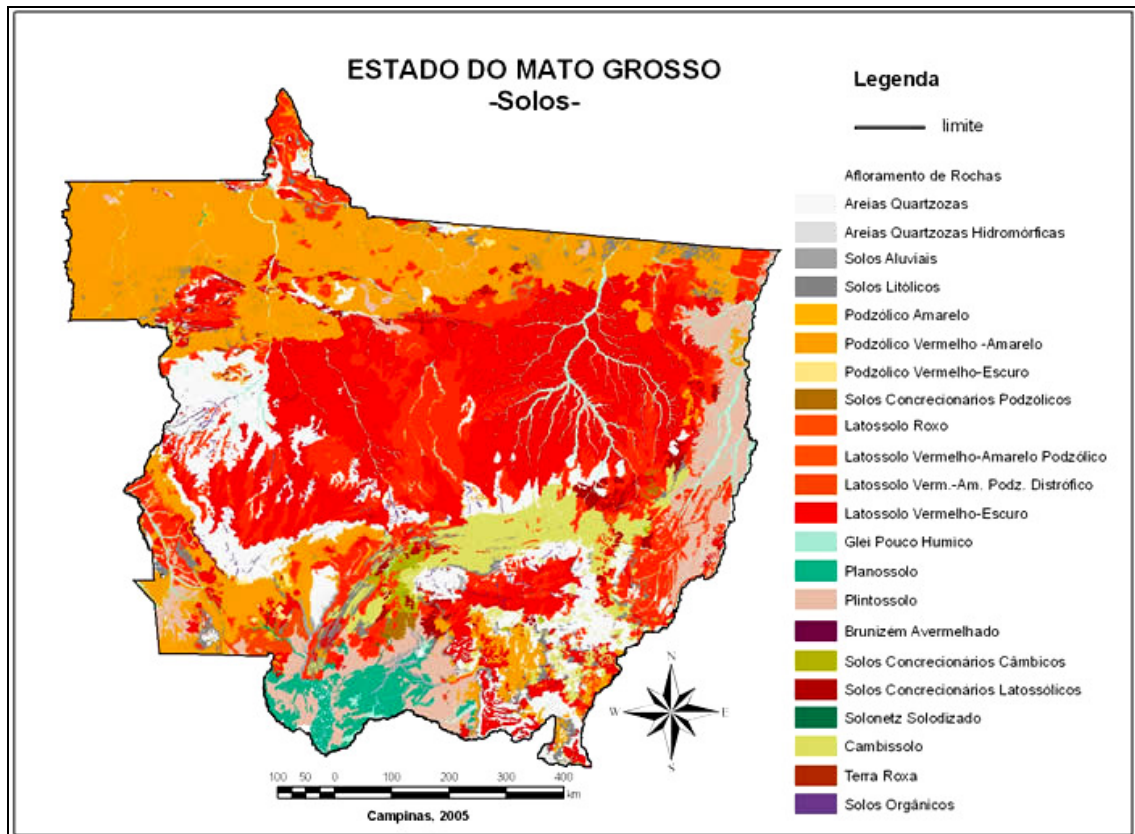 ESTADO DO MATO GROSSO
-Solos-
Legenda
limite
Afloramento de Rochas
Areias Quartzozas
Areias Quartzozas Hidromórficas
Solos Aluviais
Solos Litólicos
Podzólico Amarelo
Podzólico Vermelho -Amarelo
Podzólico Vermelho-Escuro
Solos Concrecionários Podzólicos
Latossolo Roxo
Latossolo Vermelho-Amarelo Podzólico
Latossolo Verm.-Am. Podz. Distrófico
Latossolo Vermelho-Escuro
Glei Pouco Humico
Planossolo
Plintossolo
Brunizém Avermelhado
Solos Concrecionários Câmbicos
Solos Concrecionários Latossólicos
Solonetz Solodizado
Cambissolo
Terra Roxa
Solos Orgânicos
N
W E
S
100 50 0 100 200 300 400
km
Campinas, 2005